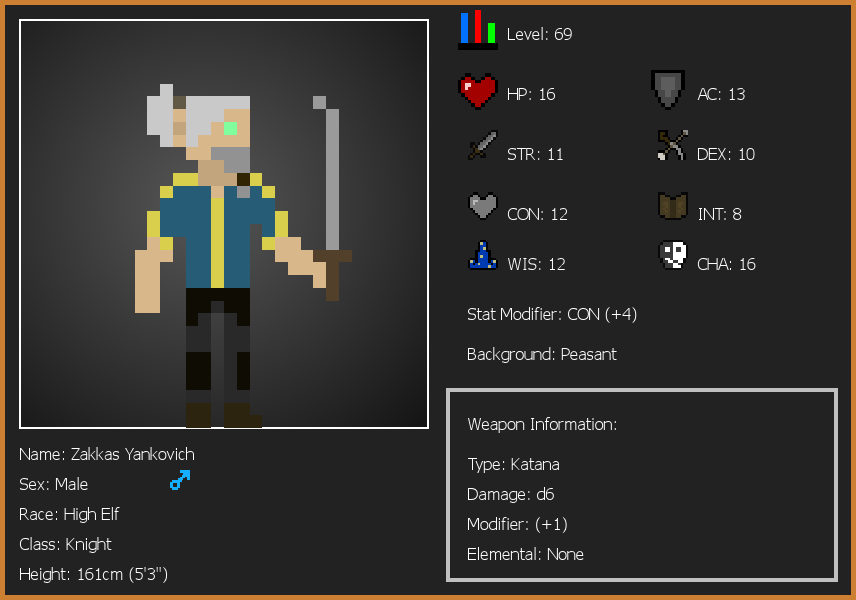 Level: 69
HP: 16
AC: 13
STR: 11
DEX: 10
CON: 12
INT: 8
WIS: 12
CHA: 16
Stat Modifier: CON (+4)
Background: Peasant
Weapon Information:
Type: Katana
Damage: d6
Modifier: (+1)
Elemental: None
Name: Zakkas Yankovich
Sex: Male
Race: High Elf
Class: Knight
Height: 161cm (5'3")